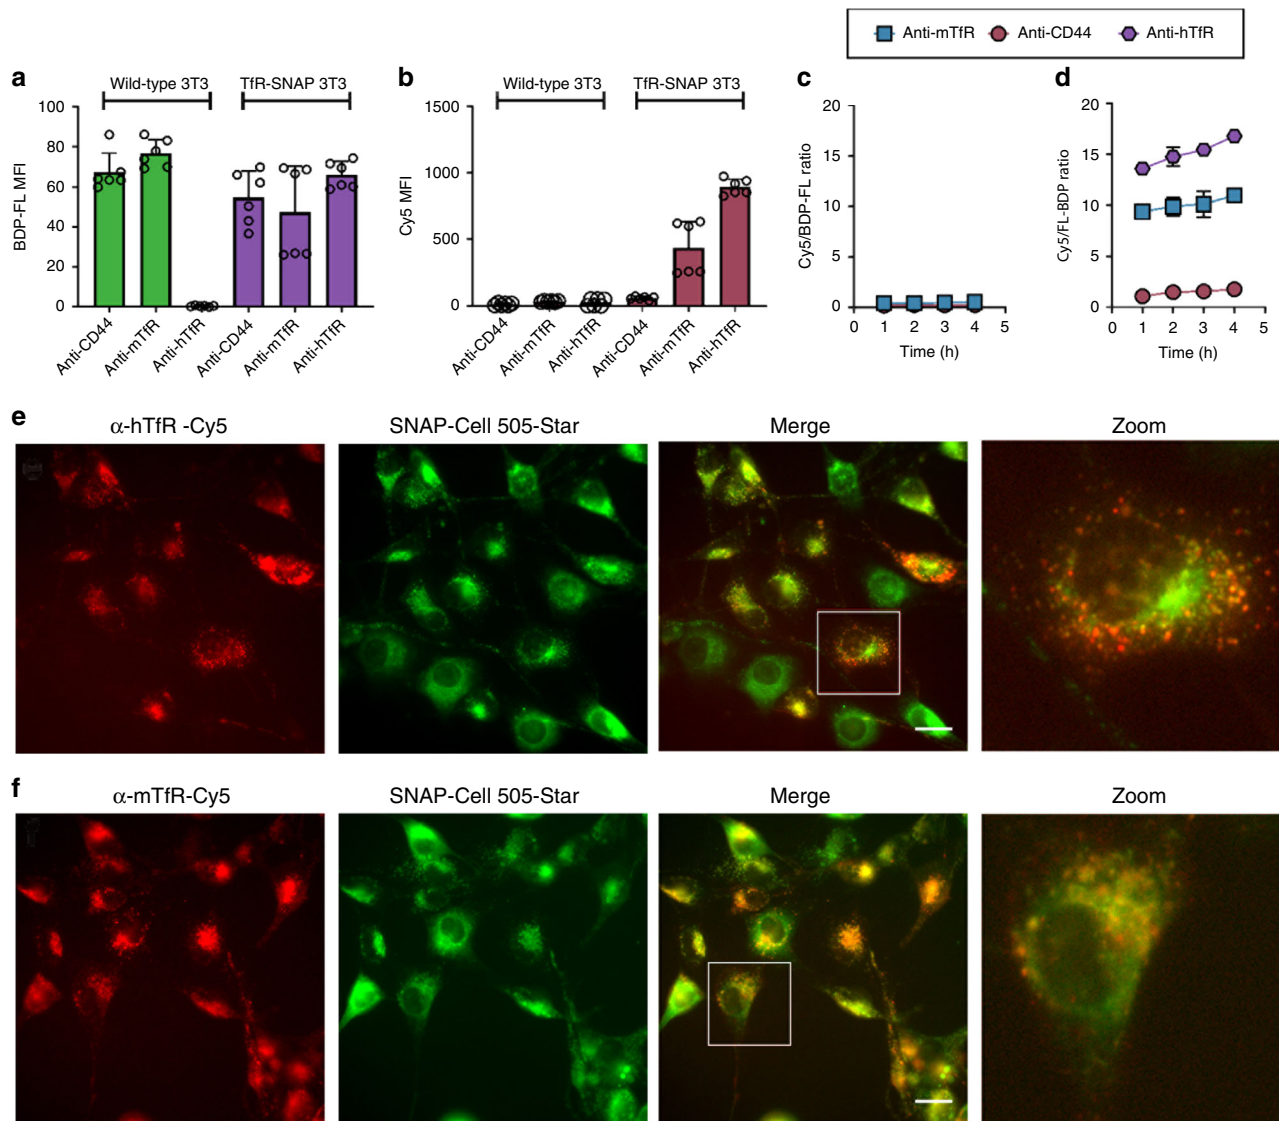 Anti-mTfR Anti-CD44 Anti-hTfR
a
Wild-type 3T3 TfR-SNAP 3T3
BDP-FL MFI
100
80
60
40
20
0
Anti-CD44
Anti-mTfR
Anti-hTfR
Anti-CD44
Anti-mTfR
Anti-hTfR
b
Wild-type 3T3 TfR-SNAP 3T3
Cy5 MFI
1500
1000
500
0
Anti-CD44
Anti-mTfR
Anti-hTfR
Anti-CD44
Anti-mTfR
Anti-hTfR
c
Cy5/BDP-FL ratio
20
15
10
5
0
0 1 2 3 4 5
Time (h)
d
Cy5/FL-BDP ratio
20
15
10
5
0
0 1 2 3 4 5
Time (h)
e
α-hTfR -Cy5 SNAP-Cell 505-Star Merge Zoom
f
α-mTfR-Cy5 SNAP-Cell 505-Star Merge Zoom